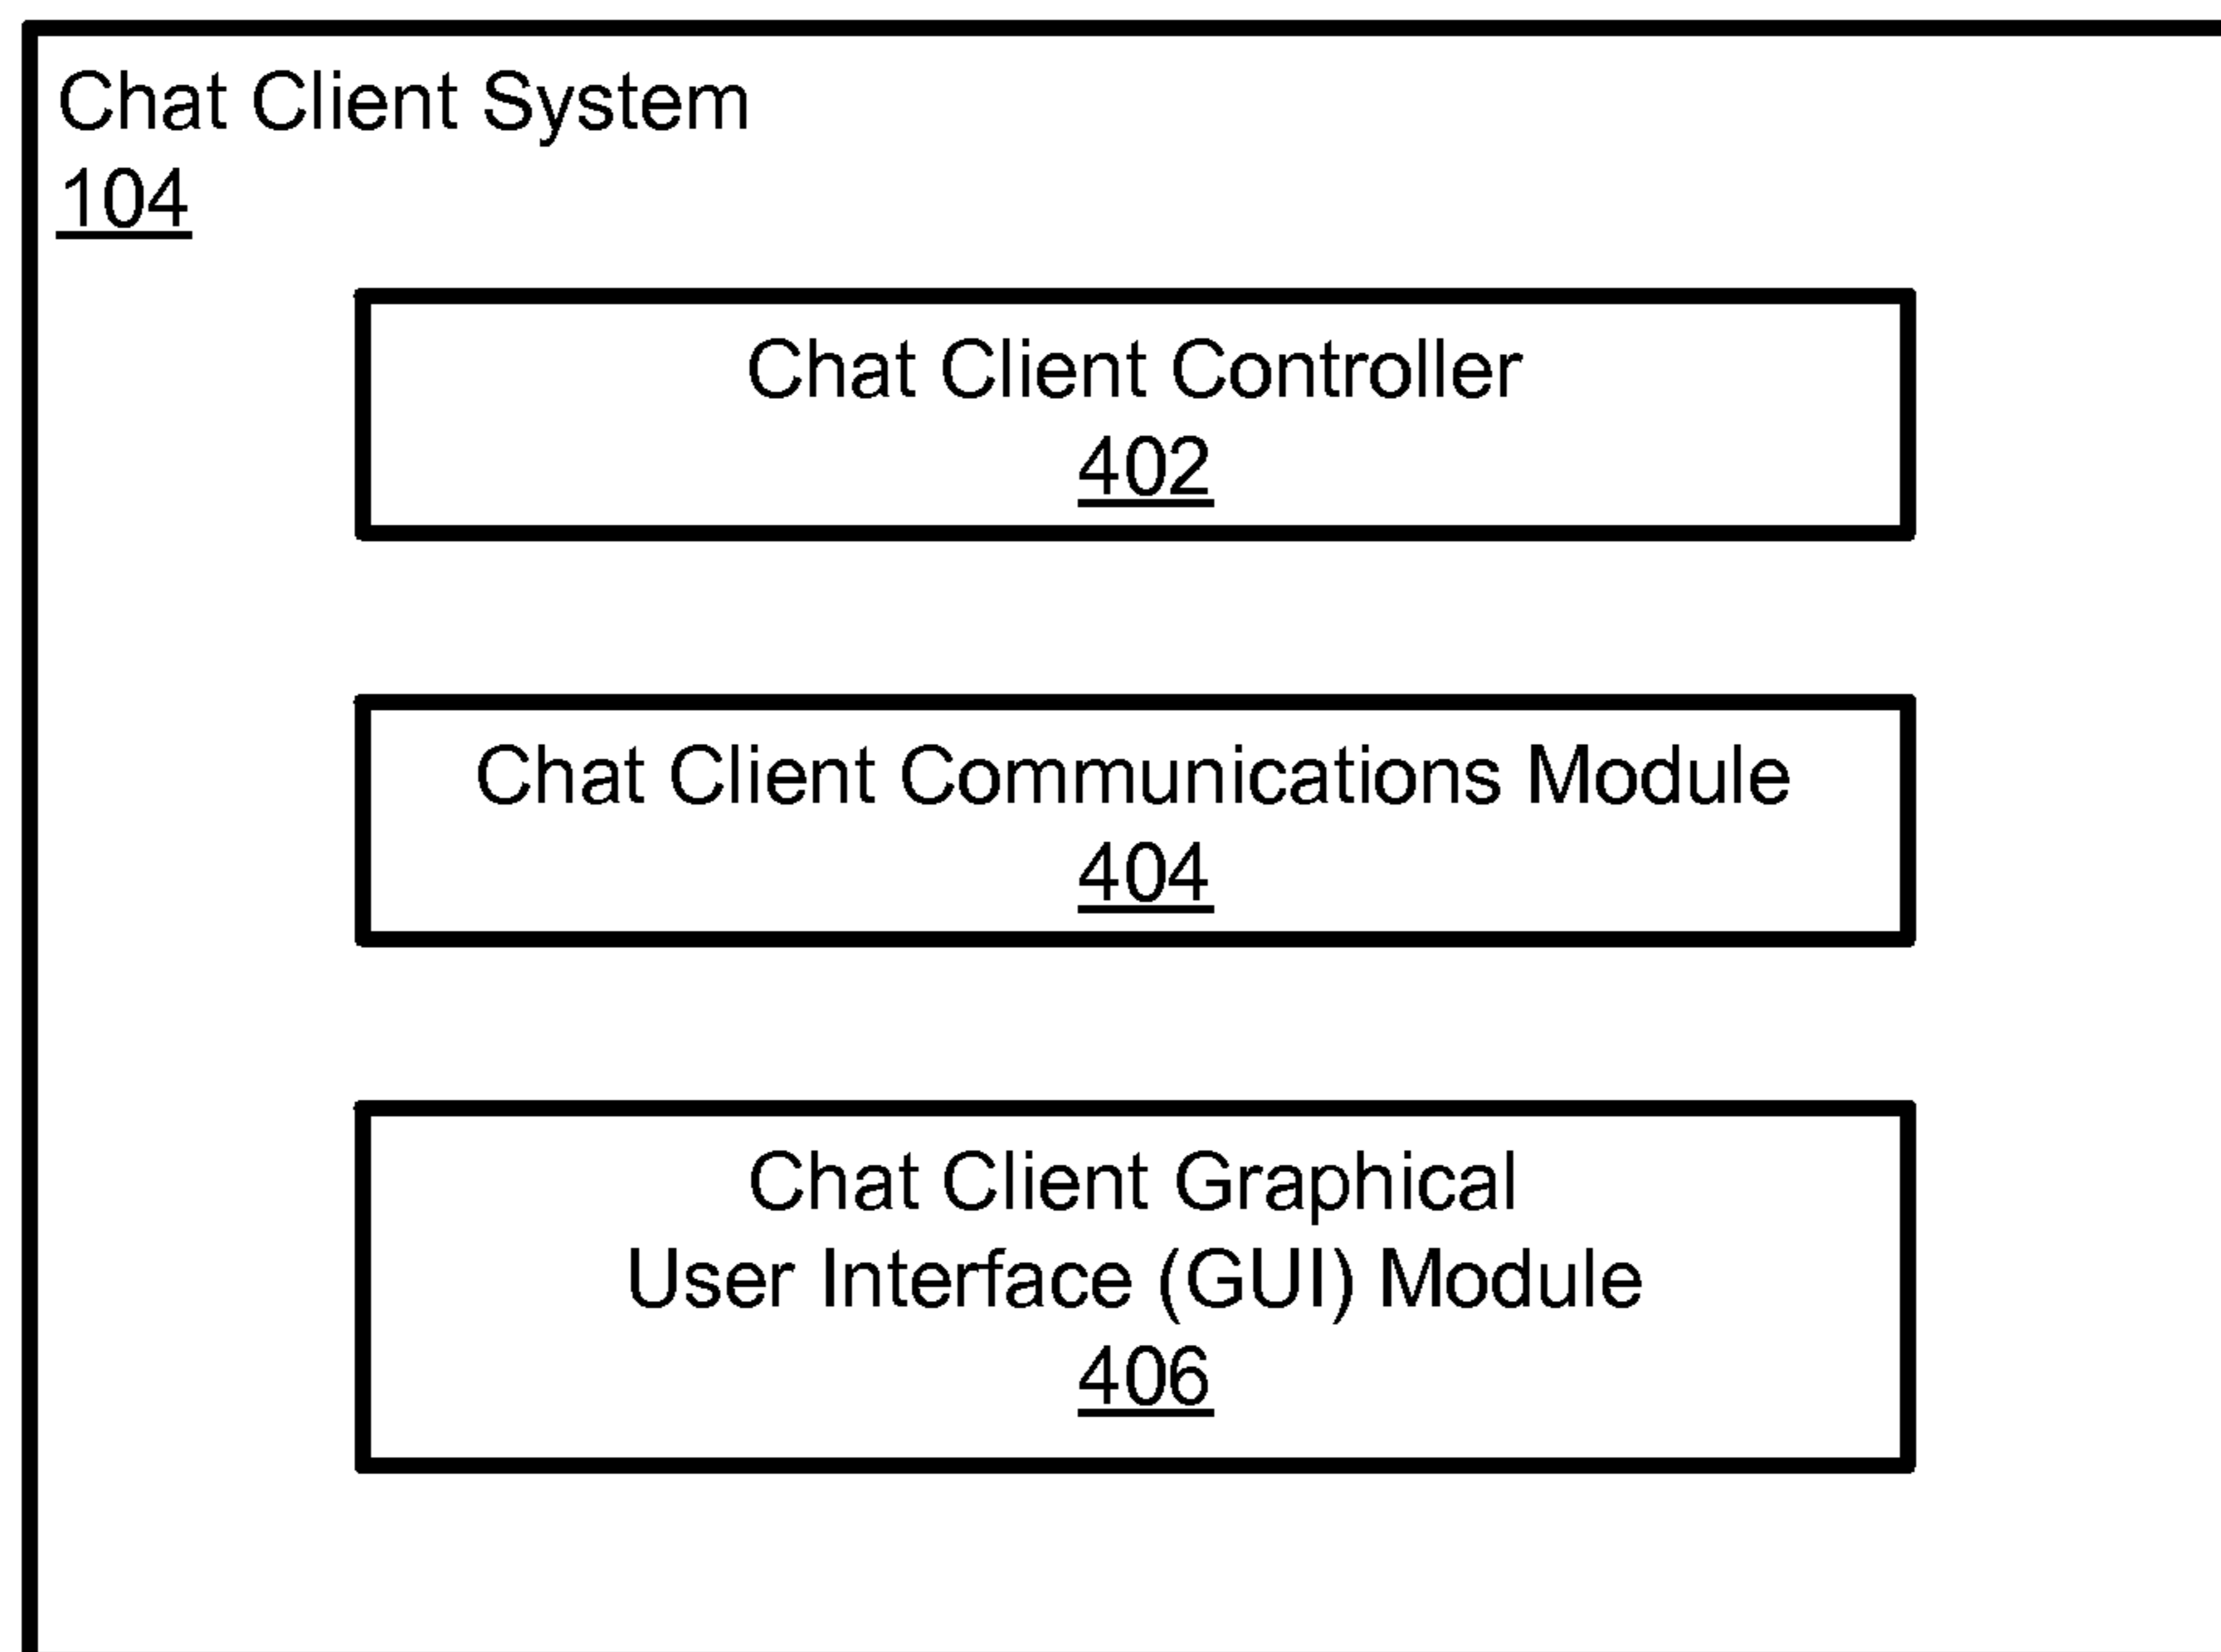 Chat Client System
104
Chat Client Controller
402
Chat Client Communications Module
404
Chat Client Graphical
User Interface (GUI) Module
406